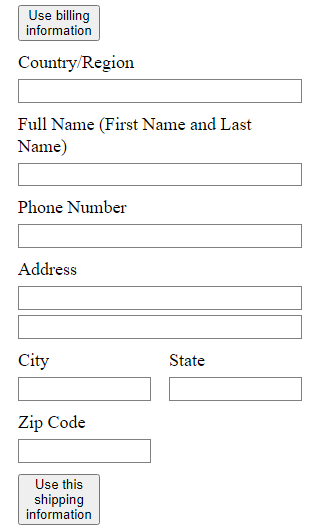 Use billing
information
Country/Region
Full Name (First Name and Last
Name)
Phone Number
Address
City State
Zip Code
Use this
shipping
information